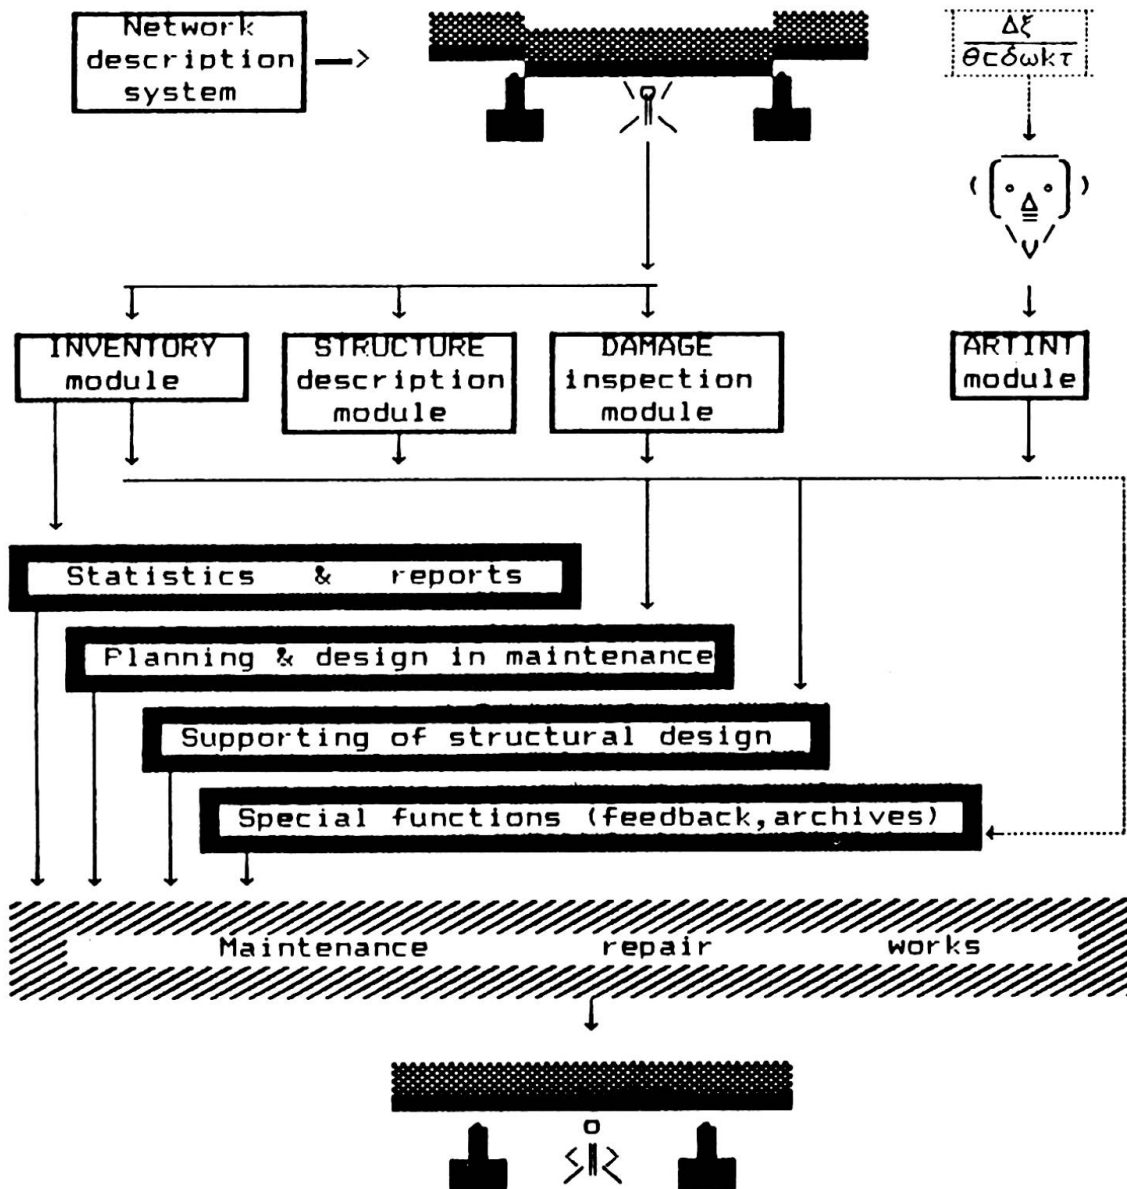 Network
description
system
Δξ
θcδωkτ
INVENTORY
module
STRUCTURE
description
module
DAMAGE
inspection
module
ARTINT
module
Statistics & reports
Planning & design in maintenance
Supporting of structural design
Special functions (feedback,archives)
Maintenance repair works